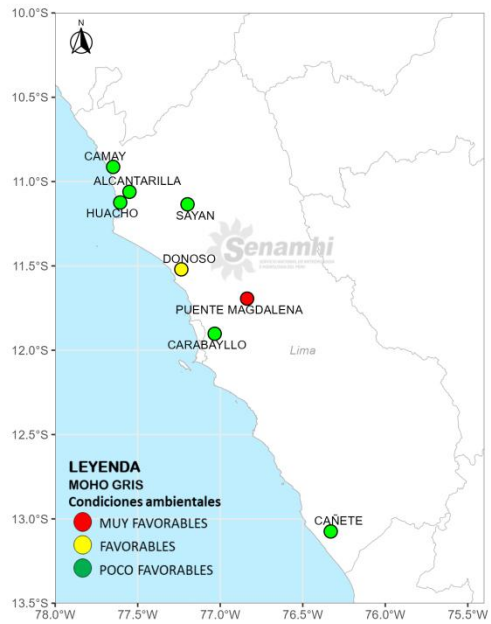 10.0°S
N
10.5°S
CAMAY
11.0°S
ALCANTARILLA
HUACHO
SAYAN
Senamhi
11.5°S
DONOSO
PUENTE MAGDALENA
CARABAYLLO
Lima
12.0°S
12.5°S
LEYENDA
MOHO GRIS
Condiciones ambientales
MUY FAVORABLES
FAVORABLES
POCO FAVORABLES
13.0°S
CAÑETE
13.5°S
78.0°W 77.5°W 77.0°W 76.5°W 76.0°W 75.5°W